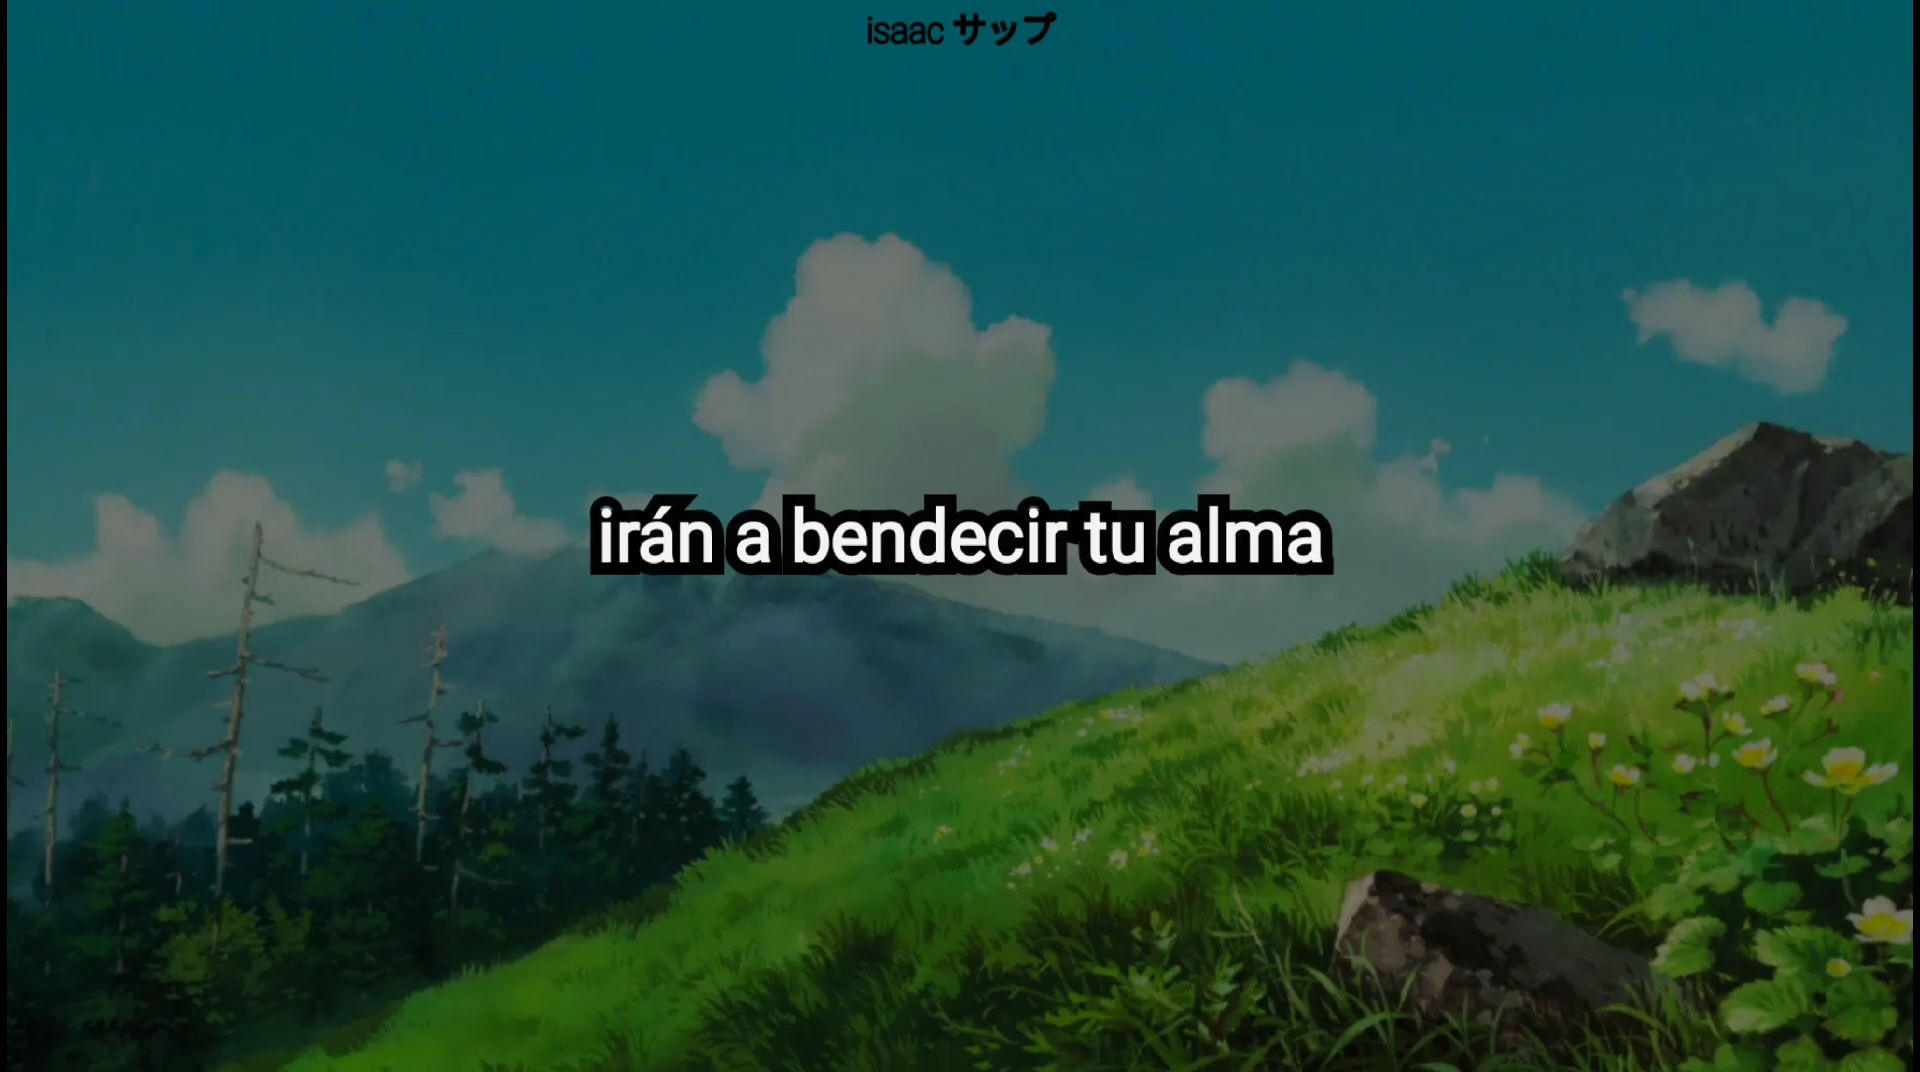 isaac サップ
irán a bendecir tu alma